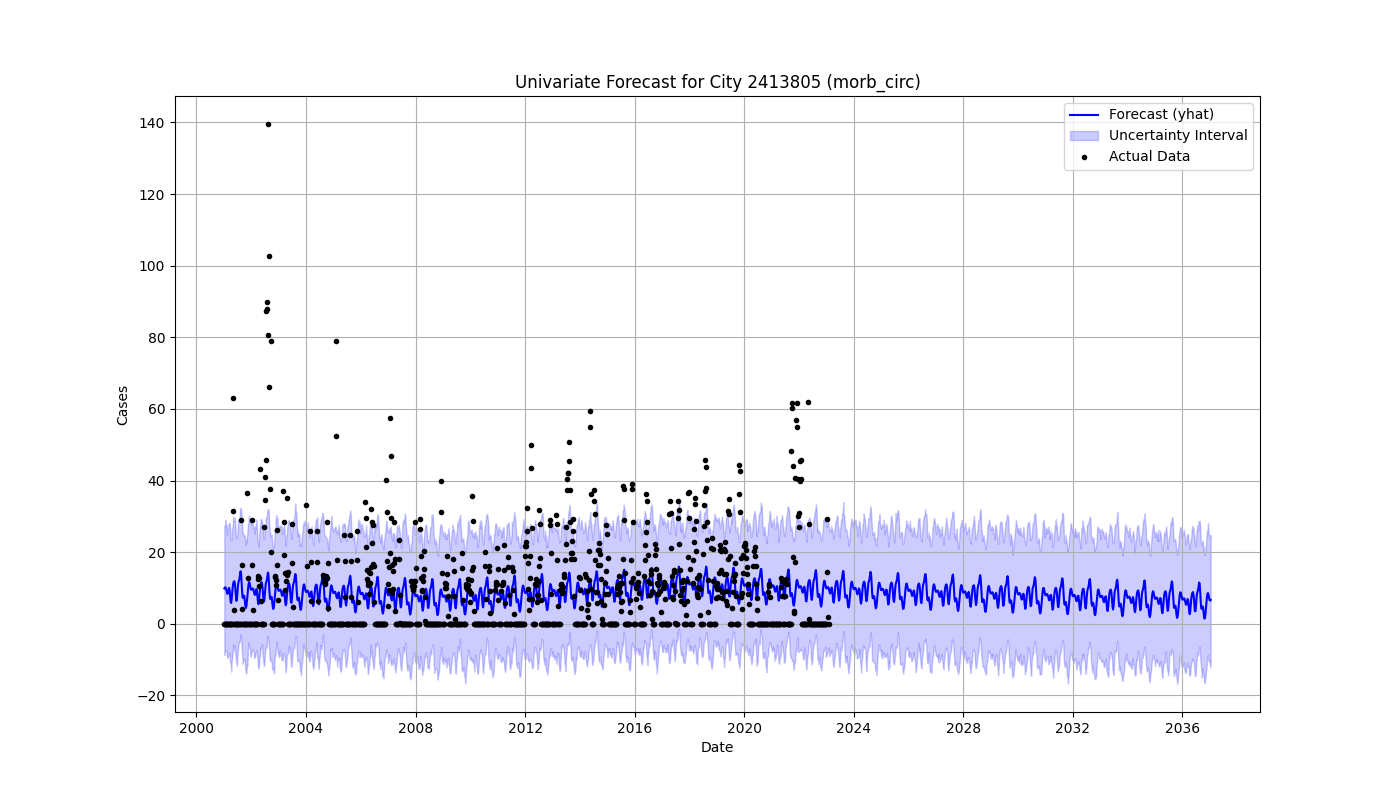 Univariate Forecast for City 2413805 (morb_circ)
Forecast (yhat)
Uncertainty Interval
Actual Data
140
120
100
80
60
40
20
0
−20
Cases
2000 2004 2008 2012 2016 2020 2024 2028 2032 2036
Date